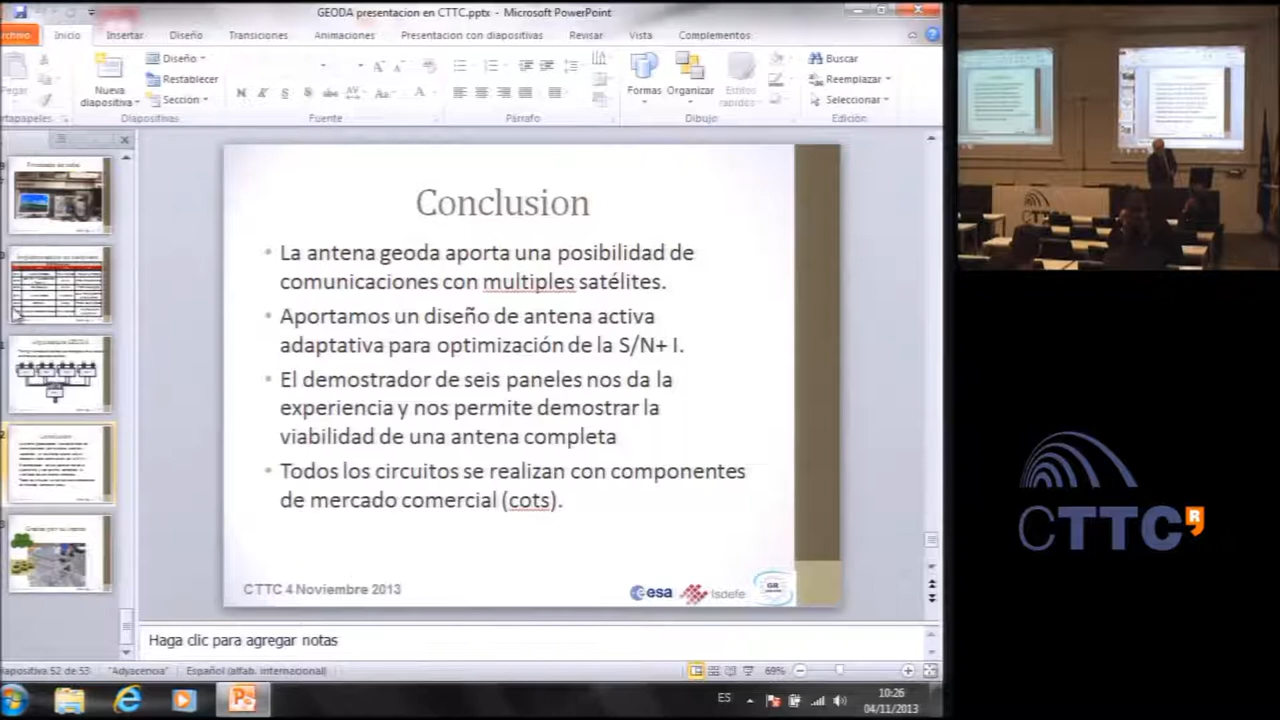 GEODA presentacion en CTTC.pptx - Microsoft PowerPoint
Archivo Inicio Insertar Diseño Transiciones Animaciones Presentación con diapositivas Revisar Vista Complementos
Pegar
Nueva diapositiva
Diseño
Restablecer
Sección
Formas
Organizar
Estilos rápidos
Buscar
Reemplazar
Seleccionar
Diapositivas Fuente Párrafo Dibujo Edición
Conclusion
La antena geoda aporta una posibilidad de
comunicaciones con multiples satélites.
Aportamos un diseño de antena activa
adaptativa para optimización de la S/N+ I.
El demostrador de seis paneles nos da la
experiencia y nos permite demostrar la
viabilidad de una antena completa
Todos los circuitos se realizan con componentes
de mercado comercial (cots).
CTTC 4 Noviembre 2013
esa
Isdefe
GR
Haga clic para agregar notas
Diapositiva 52 de 53 "Adyacencia" Español (alfab. internacional) 69%
ES
10:26
04/11/2013
CTTC R